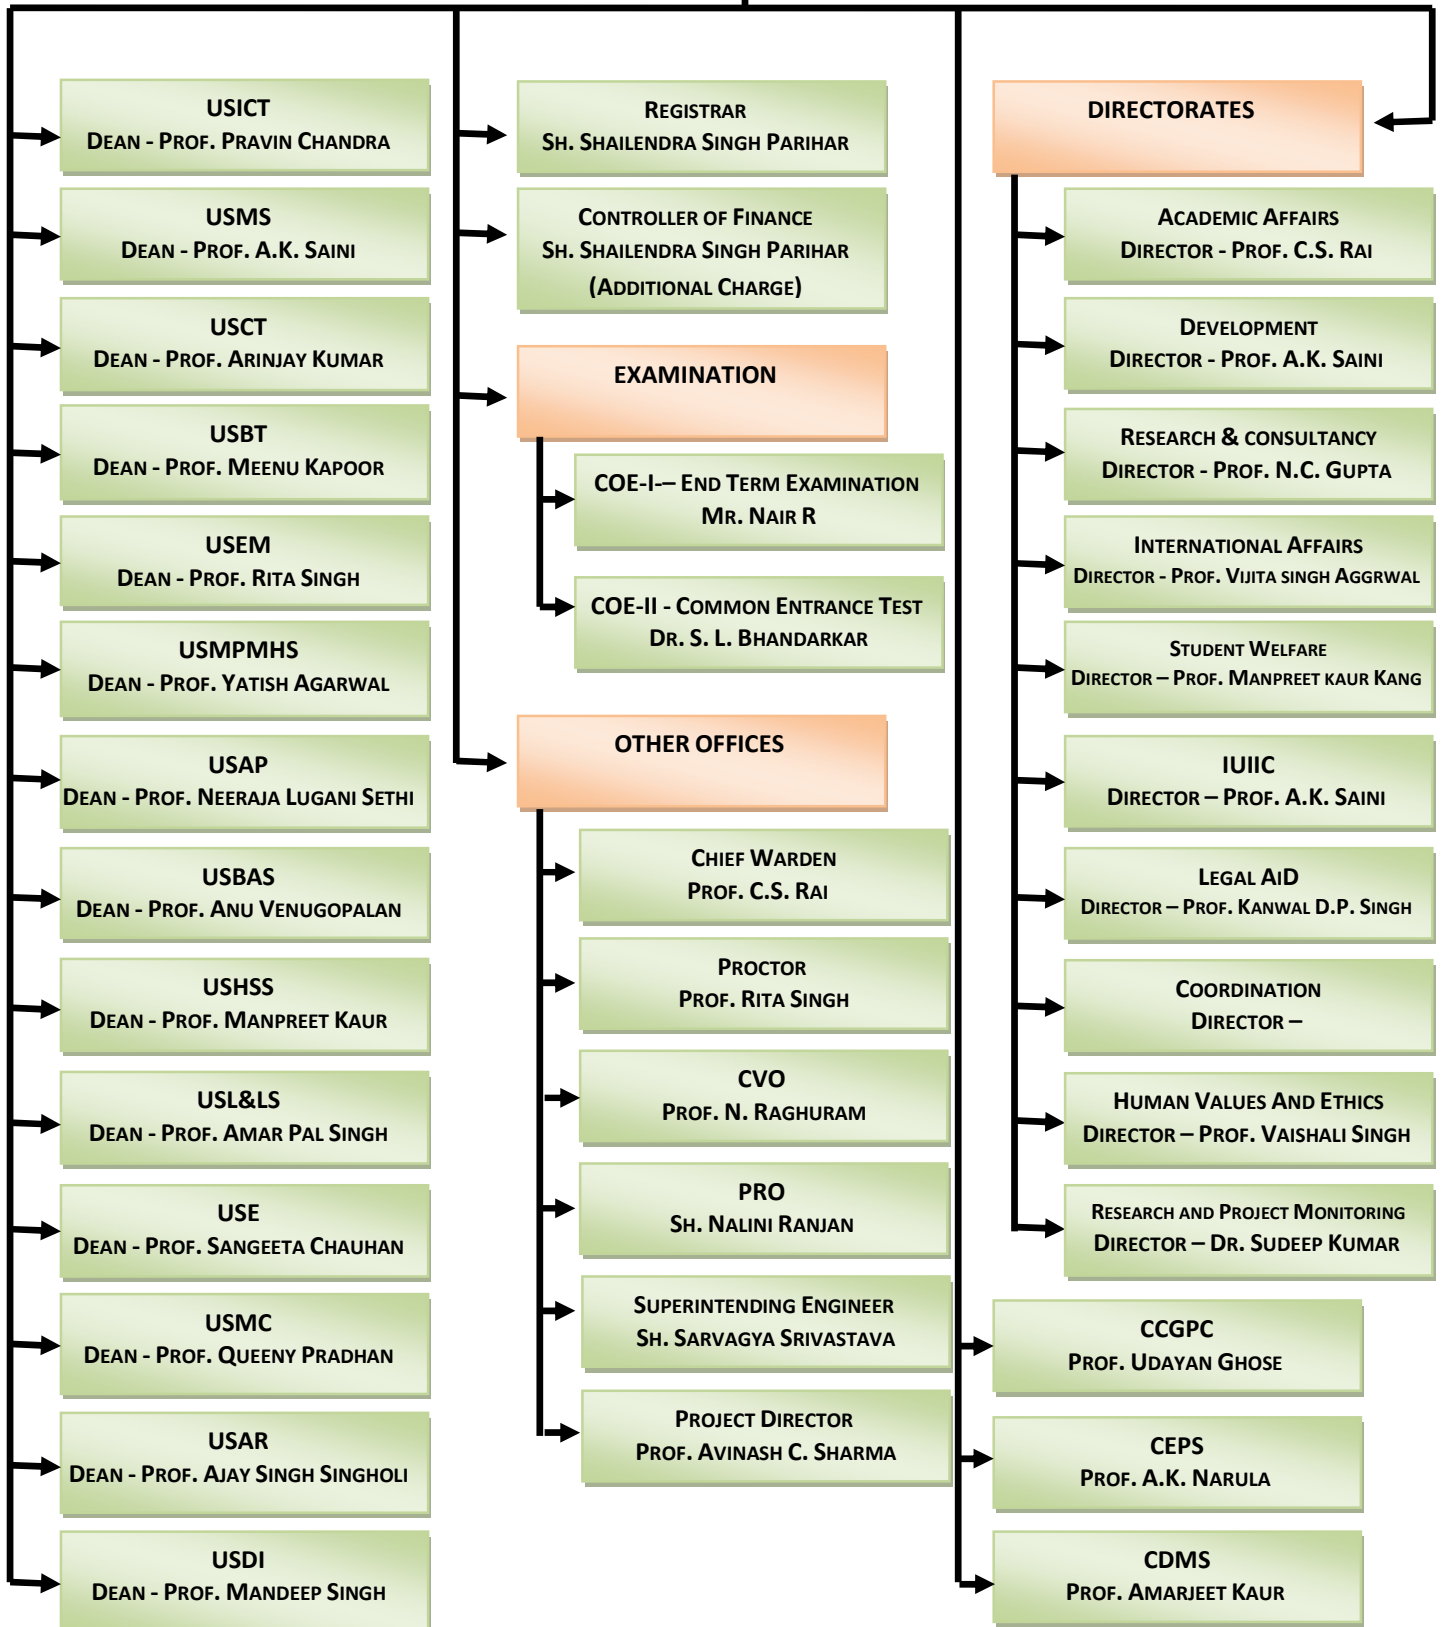 USICT
DEAN - PROF. PRAVIN CHANDRA
USMS
DEAN - PROF. A.K. SAINI
USCT
DEAN - PROF. ARINJAY KUMAR
USBT
DEAN - PROF. MEENU KAPOOR
USEM
DEAN - PROF. RITA SINGH
USMPMHS
DEAN - PROF. YATISH AGARWAL
USAP
DEAN - PROF. NEERAJA LUGANI SETHI
USBAS
DEAN - PROF. ANU VENUGOPALAN
USHSS
DEAN - PROF. MANPREET KAUR
USL&LS
DEAN - PROF. AMAR PAL SINGH
USE
DEAN - PROF. SANGEETA CHAUHAN
USMC
DEAN - PROF. QUEENY PRADHAN
USAR
DEAN - PROF. AJAY SINGH SINGHOLI
USDI
DEAN - PROF. MANDEEP SINGH
REGISTRAR
SH. SHAILENDRA SINGH PARIHAR
CONTROLLER OF FINANCE
SH. SHAILENDRA SINGH PARIHAR
(ADDITIONAL CHARGE)
EXAMINATION
COE-I-– END TERM EXAMINATION
MR. NAIR R
COE-II - COMMON ENTRANCE TEST
DR. S. L. BHANDARKAR
OTHER OFFICES
CHIEF WARDEN
PROF. C.S. RAI
PROCTOR
PROF. RITA SINGH
CVO
PROF. N. RAGHURAM
PRO
SH. NALINI RANJAN
SUPERINTENDING ENGINEER
SH. SARVAGYA SRIVASTAVA
PROJECT DIRECTOR
PROF. AVINASH C. SHARMA
DIRECTORATES
ACADEMIC AFFAIRS
DIRECTOR - PROF. C.S. RAI
DEVELOPMENT
DIRECTOR - PROF. A.K. SAINI
RESEARCH & CONSULTANCY
DIRECTOR - PROF. N.C. GUPTA
INTERNATIONAL AFFAIRS
DIRECTOR - PROF. VIJITA SINGH AGGRWAL
STUDENT WELFARE
DIRECTOR – PROF. MANPREET KAUR KANG
IUIIC
DIRECTOR – PROF. A.K. SAINI
LEGAL AID
DIRECTOR – PROF. KANWAL D.P. SINGH
COORDINATION
DIRECTOR –
HUMAN VALUES AND ETHICS
DIRECTOR – PROF. VAISHALI SINGH
RESEARCH AND PROJECT MONITORING
DIRECTOR – DR. SUDEEP KUMAR
CCGPC
PROF. UDAYAN GHOSE
CEPS
PROF. A.K. NARULA
CDMS
PROF. AMARJEET KAUR